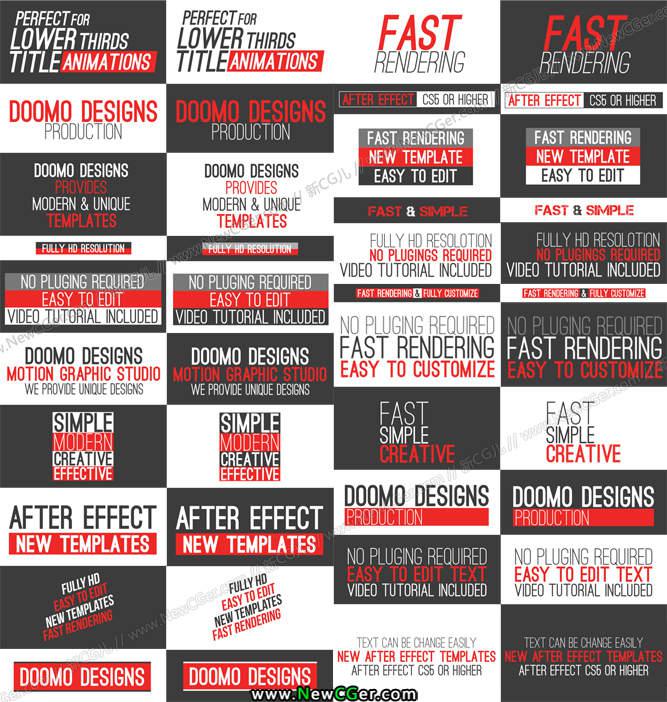 PERFECT FOR
LOWER THIRDS
TITLE ANIMATIONS
PERFECT FOR
LOWER THIRDS
TITLE ANIMATIONS
FAST
RENDERING
FAST
RENDERING
DOOMO DESIGNS
PRODUCTION
DOOMO DESIGNS
PRODUCTION
AFTER EFFECT CS5 OR HIGHER
AFTER EFFECT CS5 OR HIGHER
FAST RENDERING
NEW TEMPLATE
EASY TO EDIT
FAST RENDERING
NEW TEMPLATE
EASY TO EDIT
DOOMO DESIGNS
PROVIDES
MODERN & UNIQUE
TEMPLATES
DOOMO DESIGNS
PROVIDES
MODERN & UNIQUE
TEMPLATES
FAST & SIMPLE
FAST & SIMPLE
FULLY HD RESOLUTION
FULLY HD RESOLUTION
FULLY HD RESOLOTION
NO PLUGINGS REQUIRED
VIDEO TUTORIAL INCLUDED
FULLY HD RESOLOTION
NO PLUGINGS REQUIRED
VIDEO TUTORIAL INCLUDED
NO PLUGING REQUIRED
EASY TO EDIT
VIDEO TUTORIAL INCLUDED
NO PLUGING REQUIRED
EASY TO EDIT
VIDEO TUTORIAL INCLUDED
FAST RENDERING & FULLY CUSTOMIZE
FAST RENDERING & FULLY CUSTOMIZE
NO PLUGING REQUIRED
FAST RENDERING
EASY TO CUSTOMIZE
NO PLUGING REQUIRED
FAST RENDERING
EASY TO CUSTOMIZE
DOOMO DESIGNS
MOTION GRAPHIC STUDIO
WE PROVIDE UNIQUE DESIGNS
DOOMO DESIGNS
MOTION GRAPHIC STUDIO
WE PROVIDE UNIQUE DESIGNS
SIMPLE
MODERN
CREATIVE
EFFECTIVE
SIMPLE
MODERN
CREATIVE
EFFECTIVE
FAST
SIMPLE
CREATIVE
FAST
SIMPLE
CREATIVE
AFTER EFFECT
NEW TEMPLATES
AFTER EFFECT
NEW TEMPLATES
DOOMO DESIGNS
PRODUCTION
DOOMO DESIGNS
PRODUCTION
NO PLUGING REQUIRED
EASY TO EDIT TEXT
VIDEO TUTORIAL INCLUDED
NO PLUGING REQUIRED
EASY TO EDIT TEXT
VIDEO TUTORIAL INCLUDED
FULLY HD
EASY TO EDIT
NEW TEMPLATES
FAST RENDERING
FULLY HD
EASY TO EDIT
NEW TEMPLATES
FAST RENDERING
TEXT CAN BE CHANGE EASILY
NEW AFTER EFFECT TEMPLATES
AFTER EFFECT CS5 OR HIGHER
TEXT CAN BE CHANGE EASILY
NEW AFTER EFFECT TEMPLATES
AFTER EFFECT CS5 OR HIGHER
DOOMO DESIGNS
DOOMO DESIGNS
www.NewCGer.com